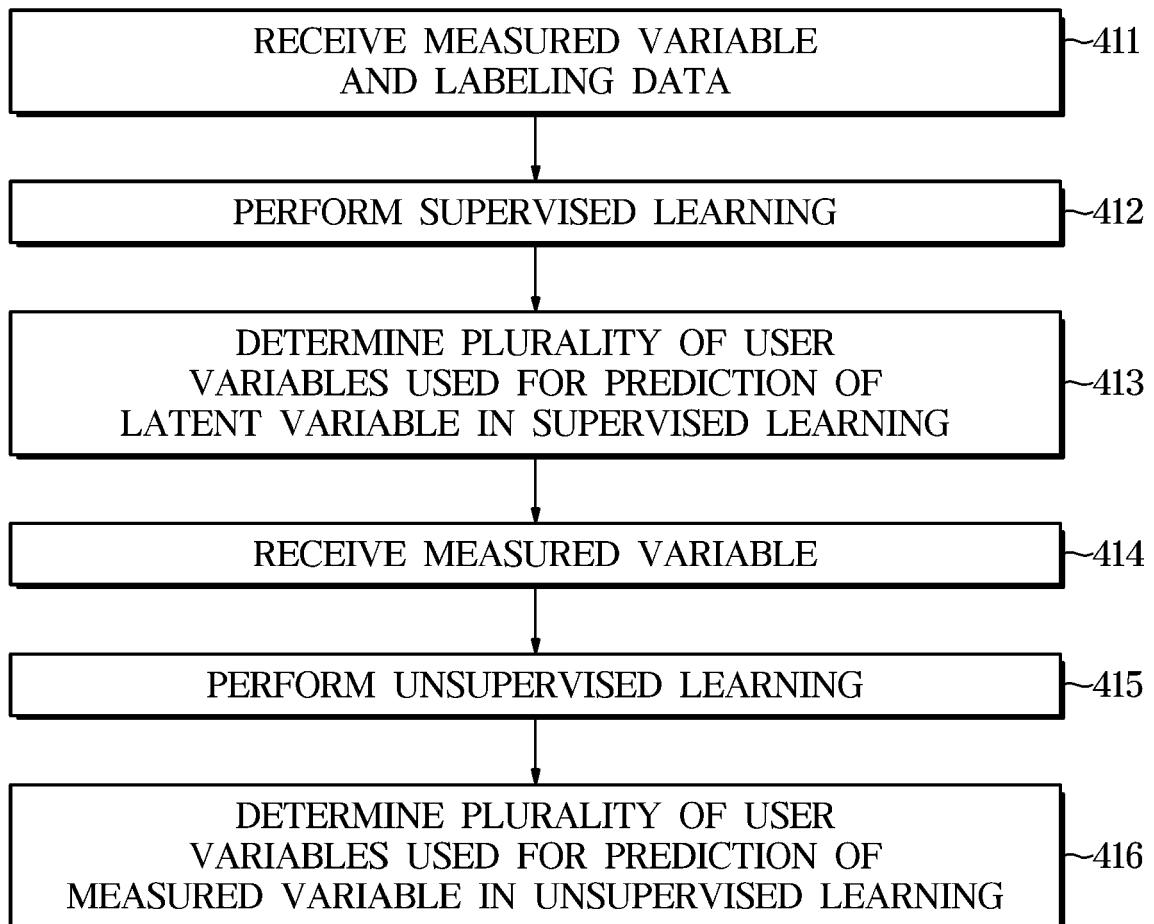 RECEIVE MEASURED VARIABLE
AND LABELING DATA
411
PERFORM SUPERVISED LEARNING
412
DETERMINE PLURALITY OF USER
VARIABLES USED FOR PREDICTION OF
LATENT VARIABLE IN SUPERVISED LEARNING
413
RECEIVE MEASURED VARIABLE
414
PERFORM UNSUPERVISED LEARNING
415
DETERMINE PLURALITY OF USER
VARIABLES USED FOR PREDICTION OF
MEASURED VARIABLE IN UNSUPERVISED LEARNING
416